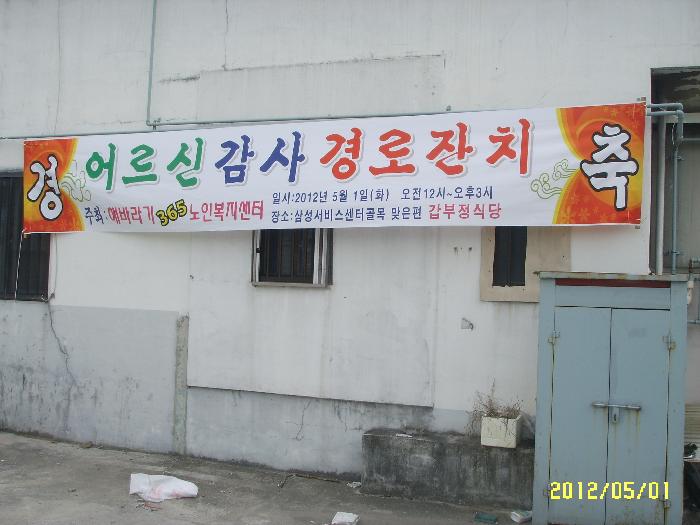 경 축
어르신 감사 경로잔치
일시:2012년 5월 1일(화) 오전12시~오후3시
주최:해바라기365노인복지센터
장소:삼성서비스센터골목 맞은편 갑부정식당
2012/05/01